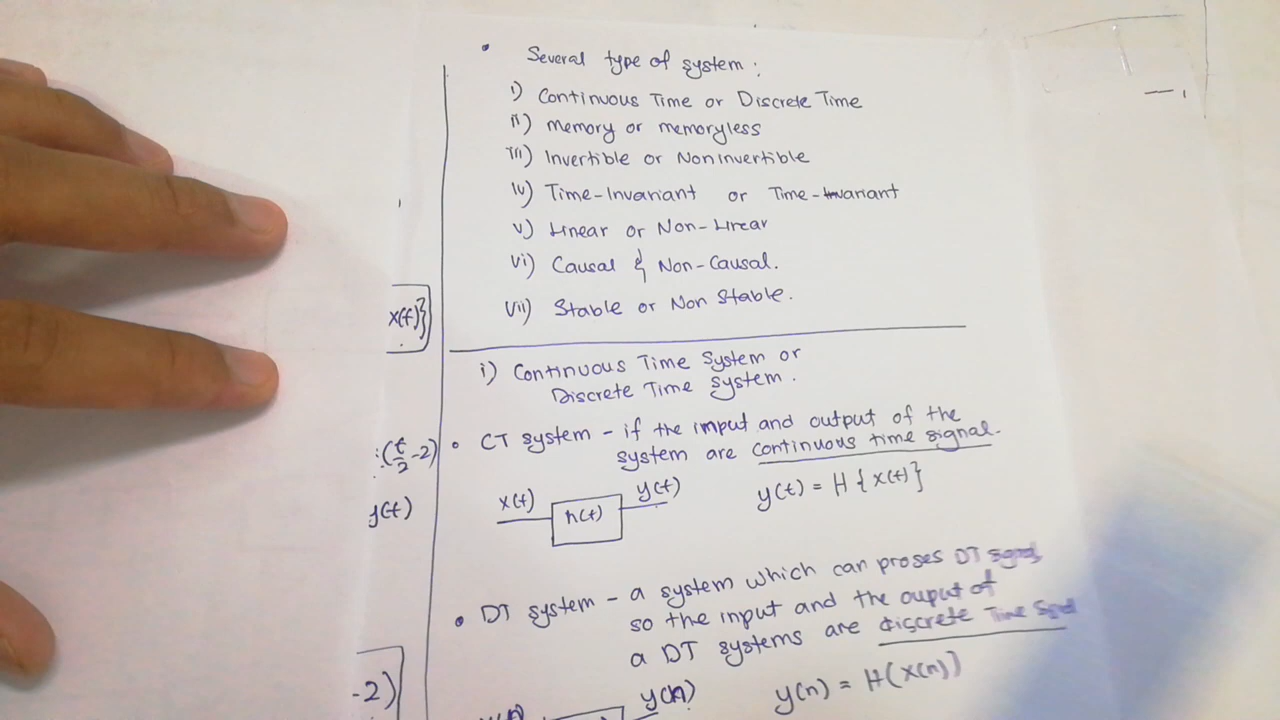 • Several type of system :
i) Continuous Time or Discrete Time
ii) Memory or memoryless
iii) Invertible or Noninvertible
iv) Time-Invariant or Time-variant
v) Linear or Non-Linear
vi) Causal & Non-Causal.
vii) Stable or Non Stable.
x(t)}
i) Continuous Time System or
Discrete Time system.
(t/2 -2)
• CT system - if the input and output of the
system are continuous time signal.
y(t)
x(t) h(t) y(t) y(t) = H { x(t) }
• DT system - a system which can proses DT signal,
so the input and the ouput of
a DT systems are discrete Time Signal
-2)
y(n) y(n) = H(x(n))